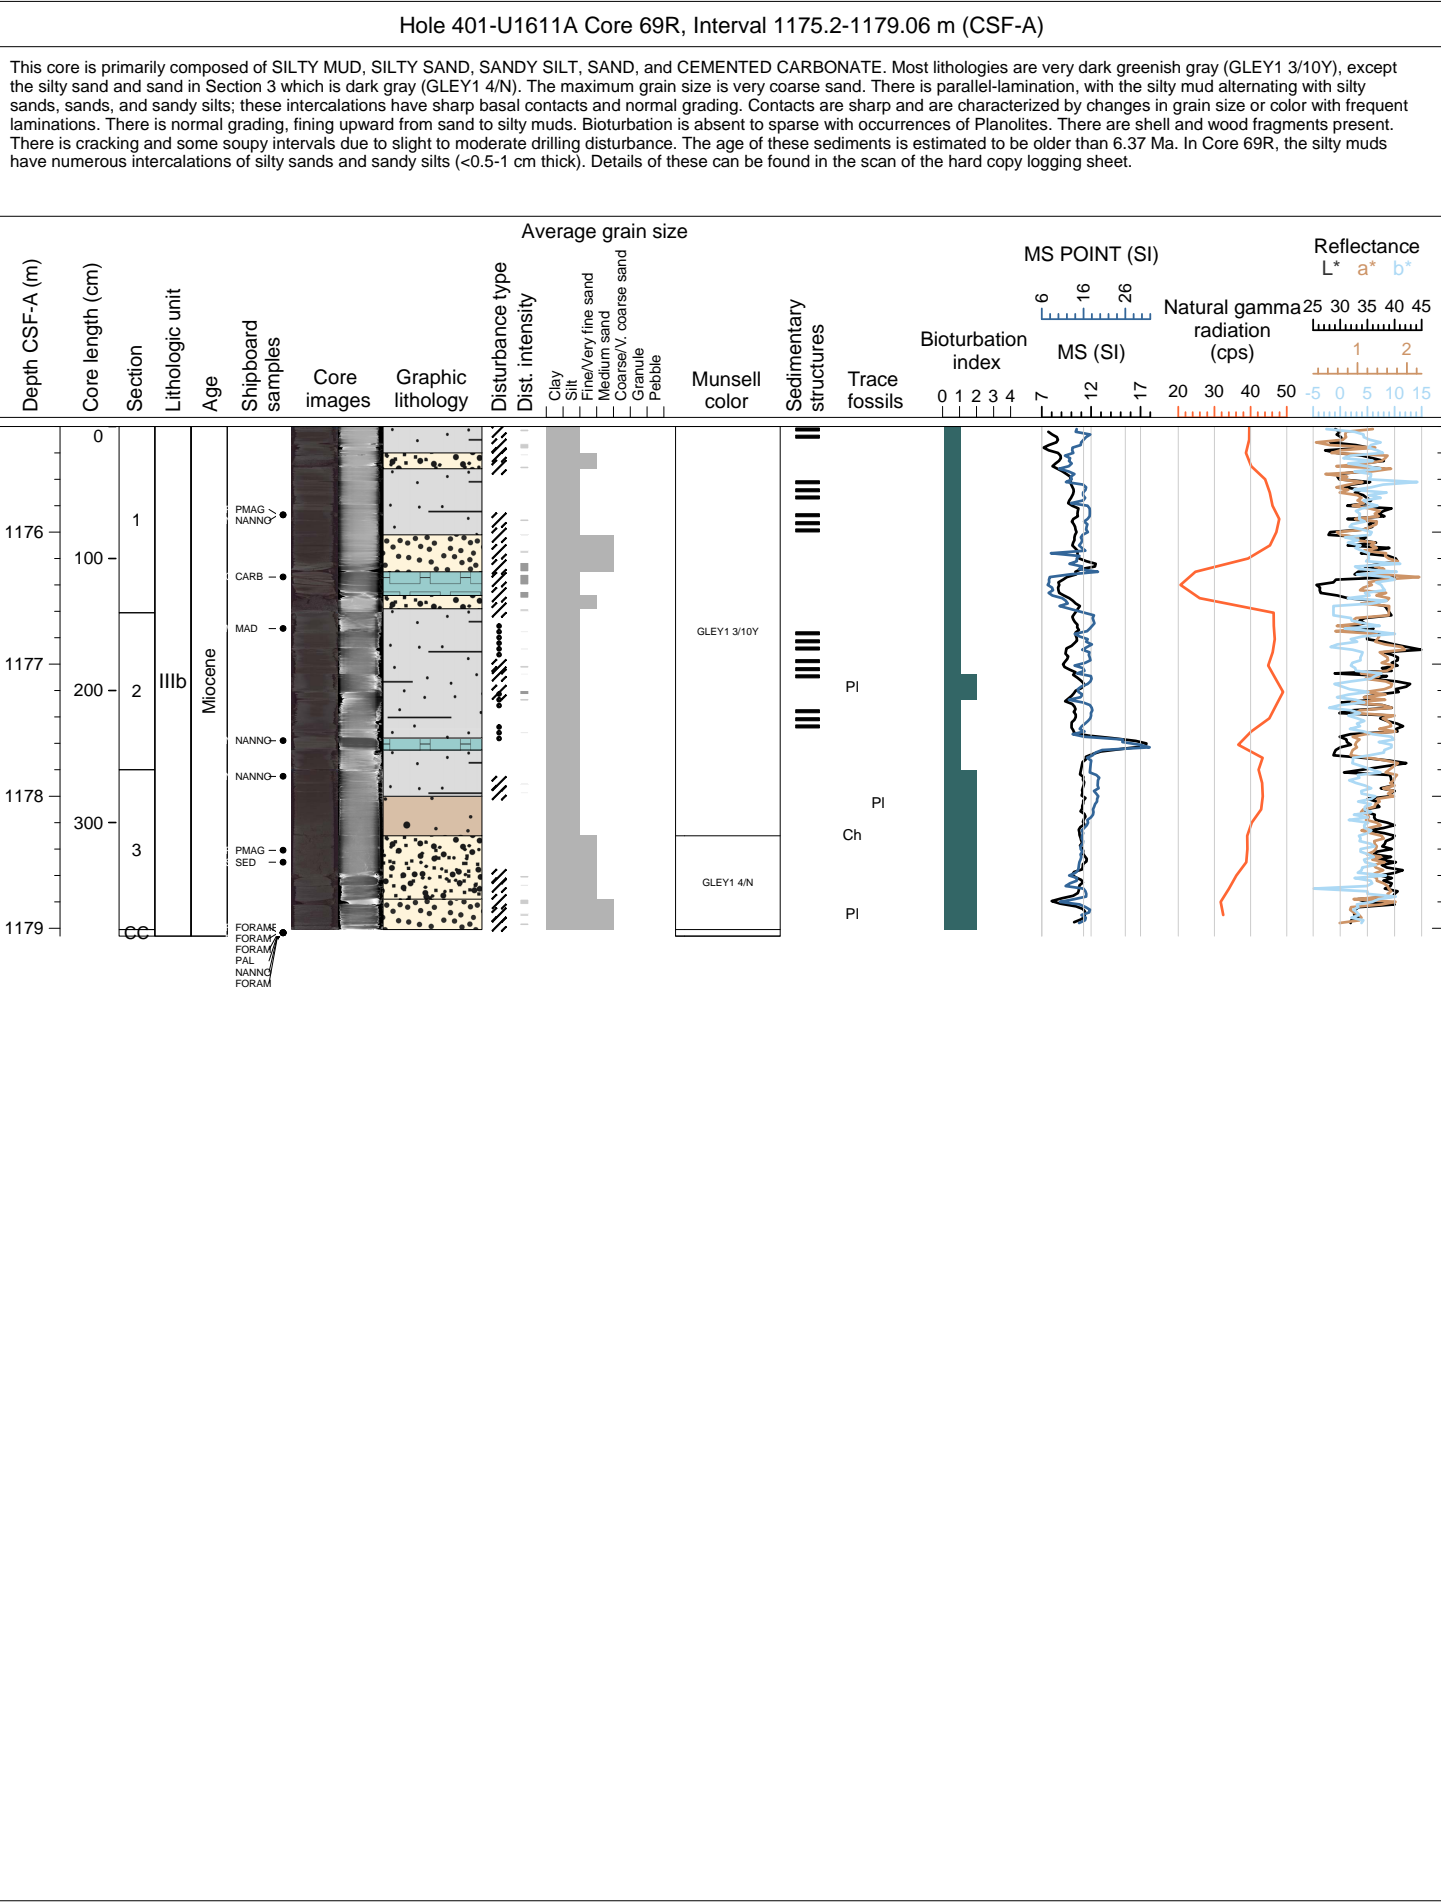 Hole 401-U1611A Core 69R, Interval 1175.2-1179.06 m (CSF-A)
This core is primarily composed of SILTY MUD, SILTY SAND, SANDY SILT, SAND, and CEMENTED CARBONATE. Most lithologies are very dark greenish gray (GLEY1 3/10Y), except
the silty sand and sand in Section 3 which is dark gray (GLEY1 4/N). The maximum grain size is very coarse sand. There is parallel-lamination, with the silty mud alternating with silty
sands, sands, and sandy silts; these intercalations have sharp basal contacts and normal grading. Contacts are sharp and are characterized by changes in grain size or color with frequent
laminations. There is normal grading, fining upward from sand to silty muds. Bioturbation is absent to sparse with occurrences of Planolites. There are shell and wood fragments present.
There is cracking and some soupy intervals due to slight to moderate drilling disturbance. The age of these sediments is estimated to be older than 6.37 Ma. In Core 69R, the silty muds
have numerous intercalations of silty sands and sandy silts (<0.5-1 cm thick). Details of these can be found in the scan of the hard copy logging sheet.
Depth CSF-A (m)
Core length (cm)
Section
Lithologic unit
Age
Shipboard
samples
Core
images
Graphic
lithology
Disturbance type
Dist. intensity
Average grain size
Clay
Silt
Fine/Very fine sand
Medium sand
Coarse/V. coarse sand
Granule
Pebble
Munsell
color
Sedimentary
structures
Trace
fossils
Bioturbation
index
0 1 2 3 4
MS POINT (SI)
6 16 26
MS (SI)
7 12 17
Natural gamma
radiation
(cps)
20 30 40 50
Reflectance
L* a* b*
25 30 35 40 45
1 2
-5 0 5 10 15
1176
1177
1178
1179
0
100
200
300
1
2
3
CC
IIIb
Miocene
PMAG
NANNO
CARB
MAD
NANNO
NANNO
PMAG
SED
FORAM
FORAM
FORAM
PAL
NANNO
FORAM
GLEY1 3/10Y
GLEY1 4/N
Pl
Pl
Ch
Pl